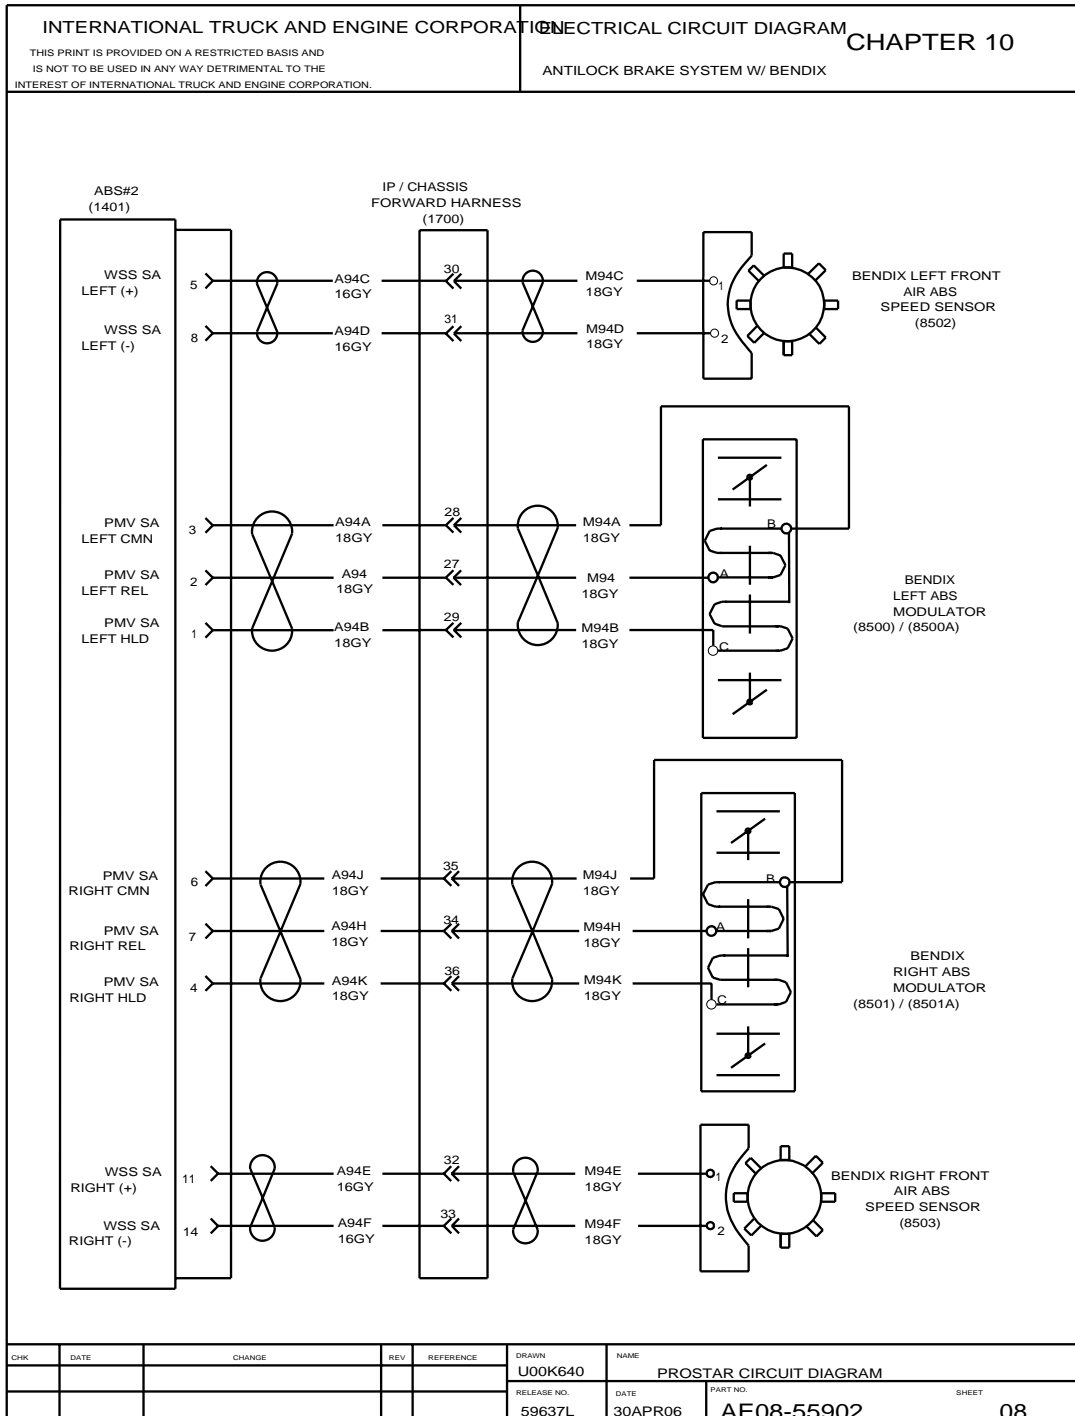 INTERNATIONAL TRUCK AND ENGINE CORPORATION
THIS PRINT IS PROVIDED ON A RESTRICTED BASIS AND
IS NOT TO BE USED IN ANY WAY DETRIMENTAL TO THE
INTEREST OF INTERNATIONAL TRUCK AND ENGINE CORPORATION.
ELECTRICAL CIRCUIT DIAGRAM
CHAPTER 10
ANTILOCK BRAKE SYSTEM W/ BENDIX
ABS#2
(1401)
IP / CHASSIS
FORWARD HARNESS
(1700)
WSS SA
LEFT (+)
5
A94C
16GY
30
M94C
18GY
1
WSS SA
LEFT (-)
8
A94D
16GY
31
M94D
18GY
2
BENDIX LEFT FRONT
AIR ABS
SPEED SENSOR
(8502)
PMV SA
LEFT CMN
3
A94A
18GY
28
M94A
18GY
B
PMV SA
LEFT REL
2
A94
18GY
27
M94
18GY
A
PMV SA
LEFT HLD
1
A94B
18GY
29
M94B
18GY
C
BENDIX
LEFT ABS
MODULATOR
(8500) / (8500A)
PMV SA
RIGHT CMN
6
A94J
18GY
35
M94J
18GY
B
PMV SA
RIGHT REL
7
A94H
18GY
34
M94H
18GY
A
PMV SA
RIGHT HLD
4
A94K
18GY
36
M94K
18GY
C
BENDIX
RIGHT ABS
MODULATOR
(8501) / (8501A)
WSS SA
RIGHT (+)
11
A94E
16GY
32
M94E
18GY
1
WSS SA
RIGHT (-)
14
A94F
16GY
33
M94F
18GY
2
BENDIX RIGHT FRONT
AIR ABS
SPEED SENSOR
(8503)
CHK
DATE
CHANGE
REV
REFERENCE
DRAWN
U00K640
NAME
PROSTAR CIRCUIT DIAGRAM
RELEASE NO.
59637L
DATE
30APR06
PART NO.
AE08-55902
SHEET
08